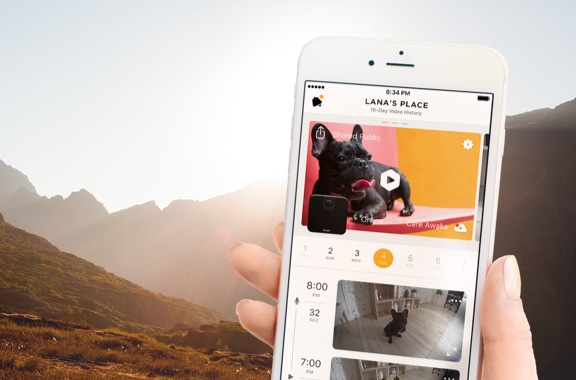 6:34 PM
LANA'S PLACE
10-Day Video History
Shared Public
Care Awake
1
2
SUN
3
MON
4
5
6
8:00
PM
32
SEC
7:00
PM